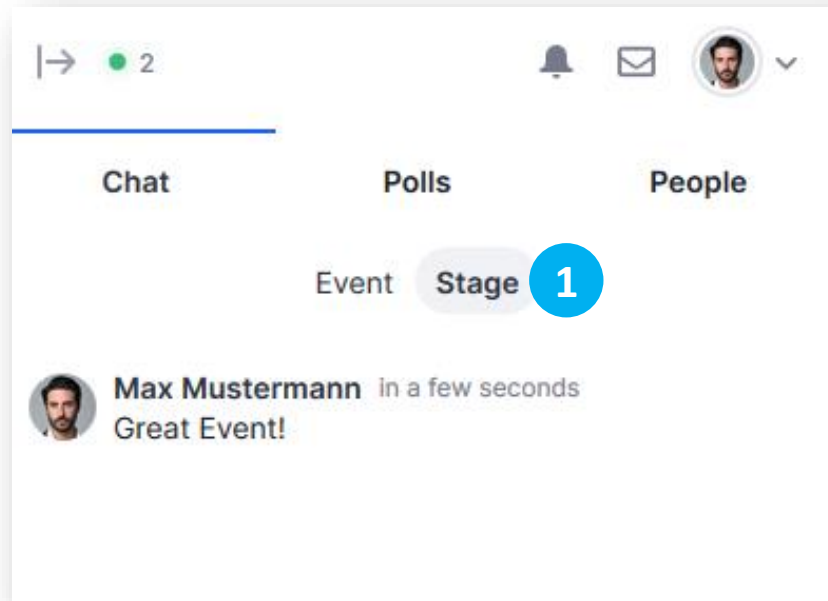 2
Chat Polls People
Event Stage 1
Max Mustermann in a few seconds
Great Event!